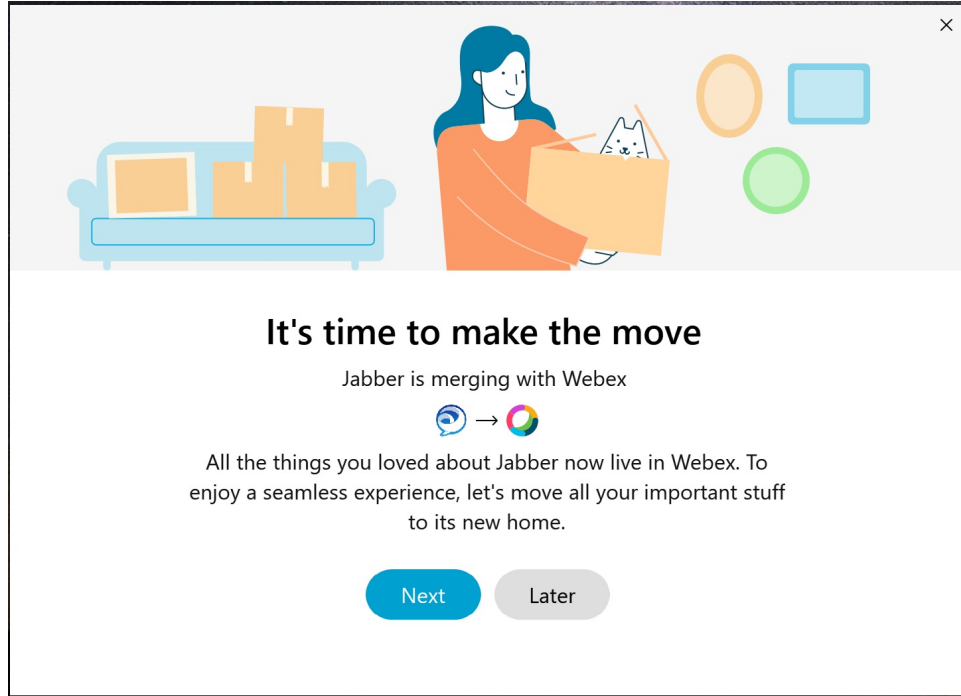 It's time to make the move
Jabber is merging with Webex
All the things you loved about Jabber now live in Webex. To
enjoy a seamless experience, let's move all your important stuff
to its new home.
Next
Later